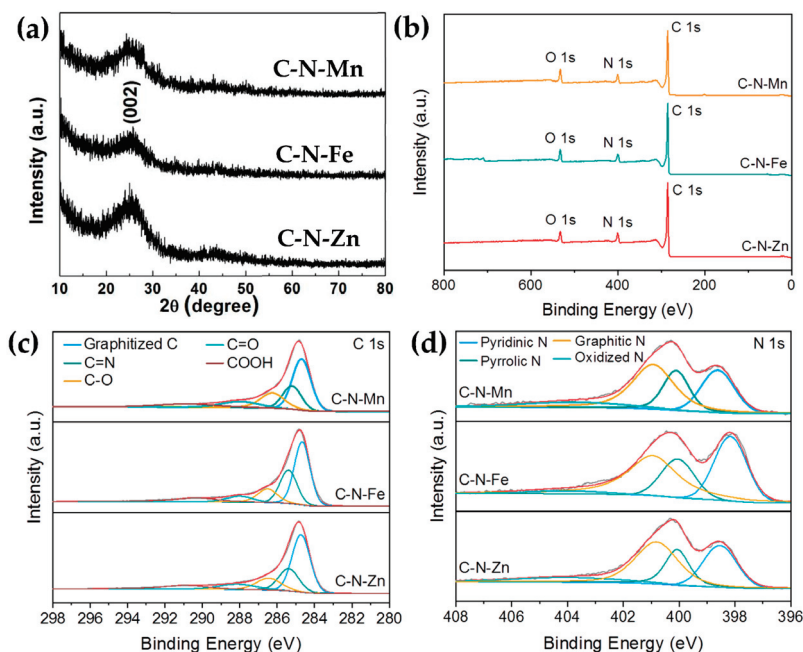 (a)
Intensity (a.u.)
C-N-Mn
(002)
C-N-Fe
C-N-Zn
10 20 30 40 50 60 70 80
2θ (degree)
(b)
Intensity (a.u.)
C 1s
O 1s N 1s
C-N-Mn
C 1s
O 1s N 1s
C-N-Fe
C 1s
O 1s N 1s
C-N-Zn
800 600 400 200 0
Binding Energy (eV)
(c)
Intensity (a.u.)
Graphitized C C=O C 1s
C=N COOH
C-O
C-N-Mn
C-N-Fe
C-N-Zn
298 296 294 292 290 288 286 284 282 280
Binding Energy (eV)
(d)
Intensity (a.u.)
Pyridinic N Graphitic N N 1s
Pyrrolic N Oxidized N
C-N-Mn
C-N-Fe
C-N-Zn
408 406 404 402 400 398 396
Binding Energy (eV)